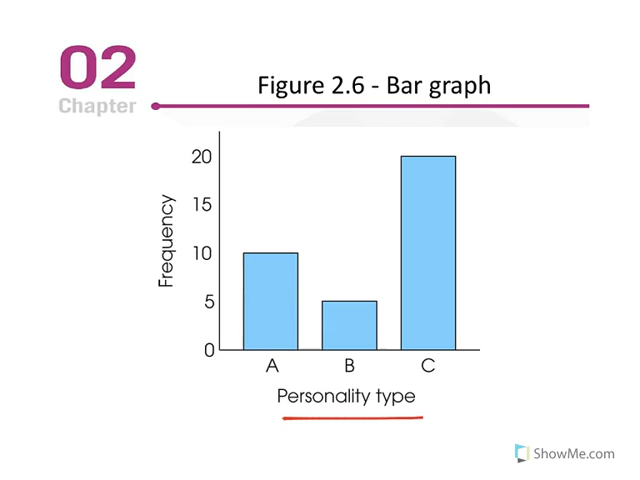 02
Chapter
Figure 2.6 - Bar graph
Frequency
20
15
10
5
0
A B C
Personality type
ShowMe.com